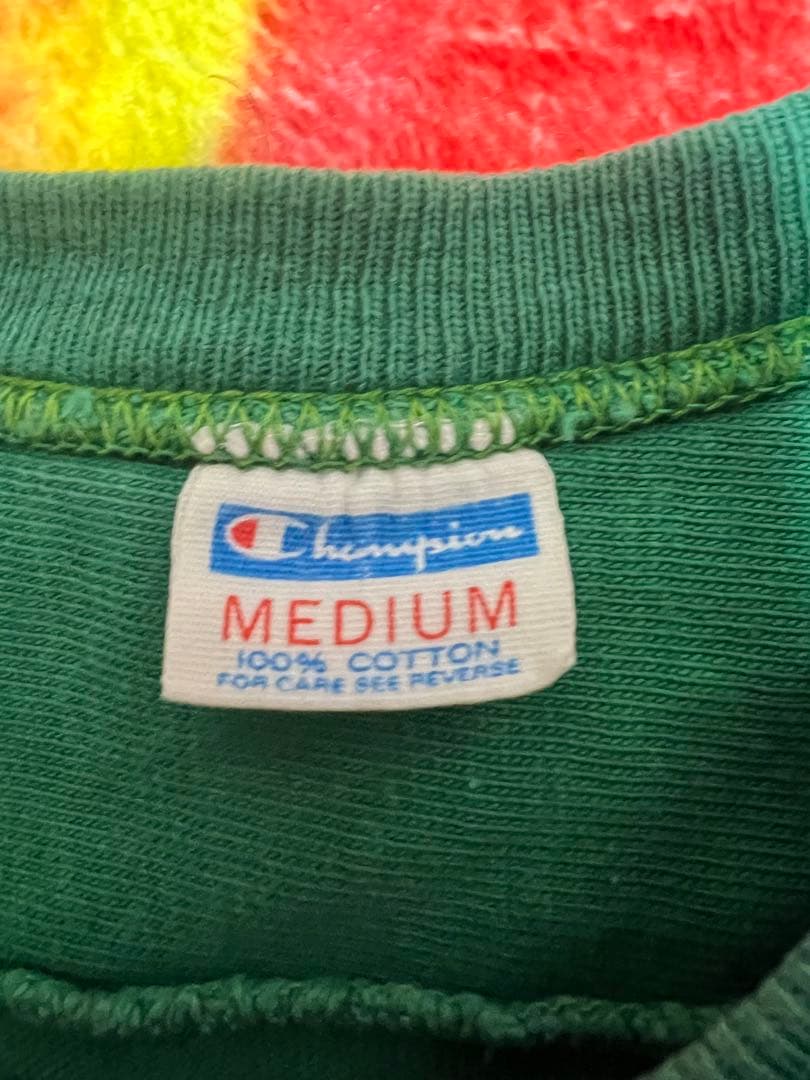 Champion
MEDIUM
100% COTTON
FOR CARE SEE REVERSE